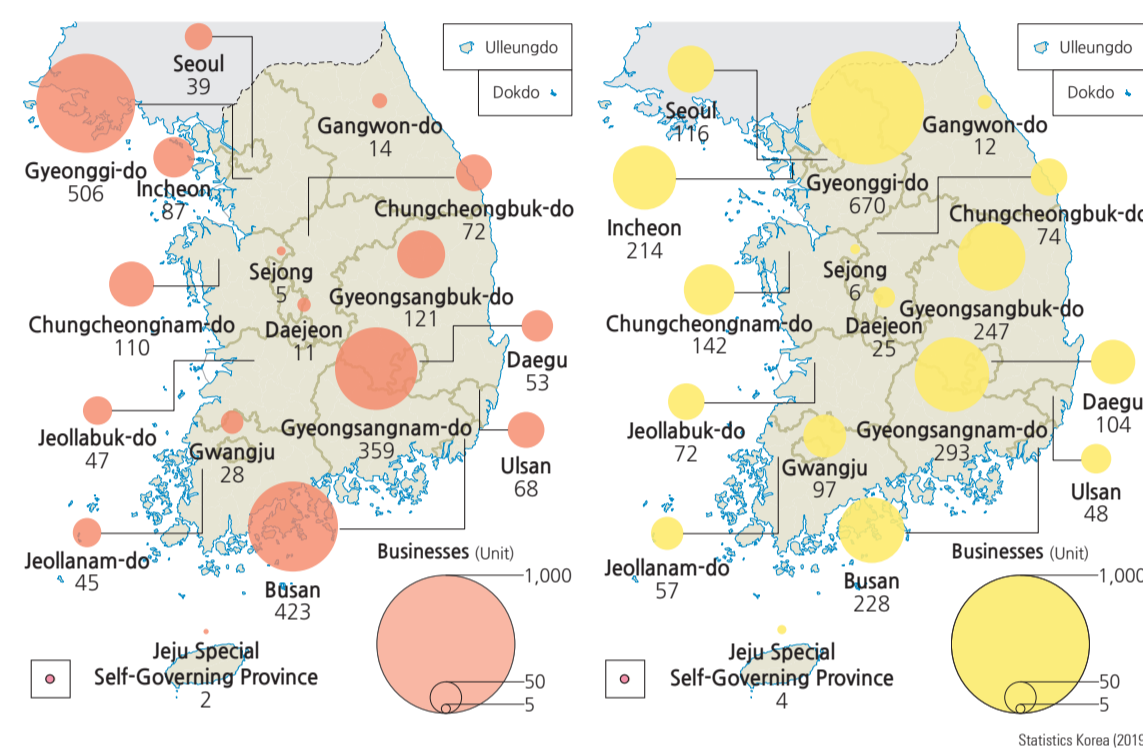 Ulleungdo
Dokdo
Seoul
39
Gyeonggi-do
506
Incheon
87
Gangwon-do
14
Chungcheongbuk-do
72
Sejong
5
Gyeongsangbuk-do
121
Chungcheongnam-do
110
Daejeon
11
Daegu
53
Jeollabuk-do
47
Gwangju
28
Gyeongsangnam-do
359
Ulsan
68
Jeollanam-do
45
Busan
423
Jeju Special
Self-Governing Province
2
Businesses (Unit)
1,000
50
5
Ulleungdo
Dokdo
Seoul
116
Gangwon-do
12
Gyeonggi-do
670
Incheon
214
Chungcheongbuk-do
74
Sejong
6
Gyeongsangbuk-do
247
Chungcheongnam-do
142
Daejeon
25
Daegu
104
Jeollabuk-do
72
Gwangju
97
Gyeongsangnam-do
293
Ulsan
48
Jeollanam-do
57
Busan
228
Jeju Special
Self-Governing Province
4
Businesses (Unit)
1,000
50
5
Statistics Korea (2019